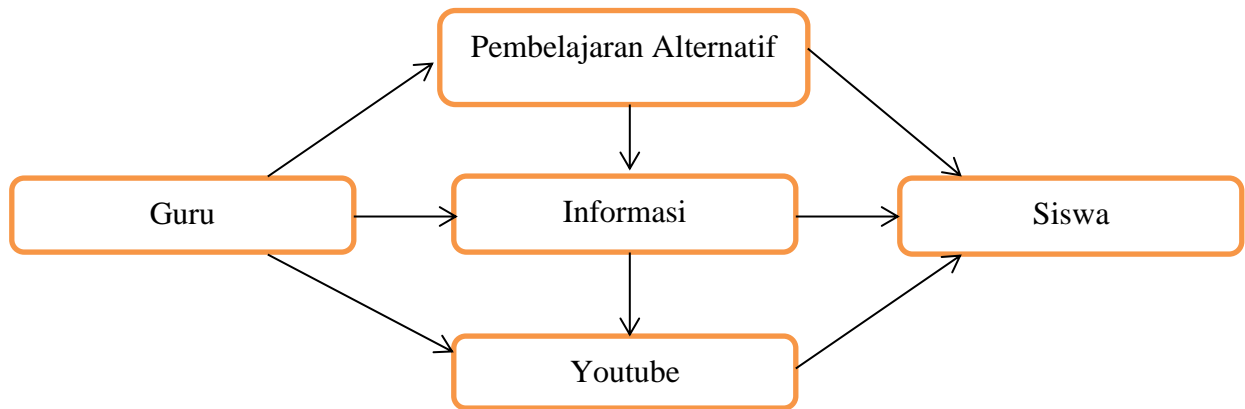 Pembelajaran Alternatif
Guru
Informasi
Siswa
Youtube